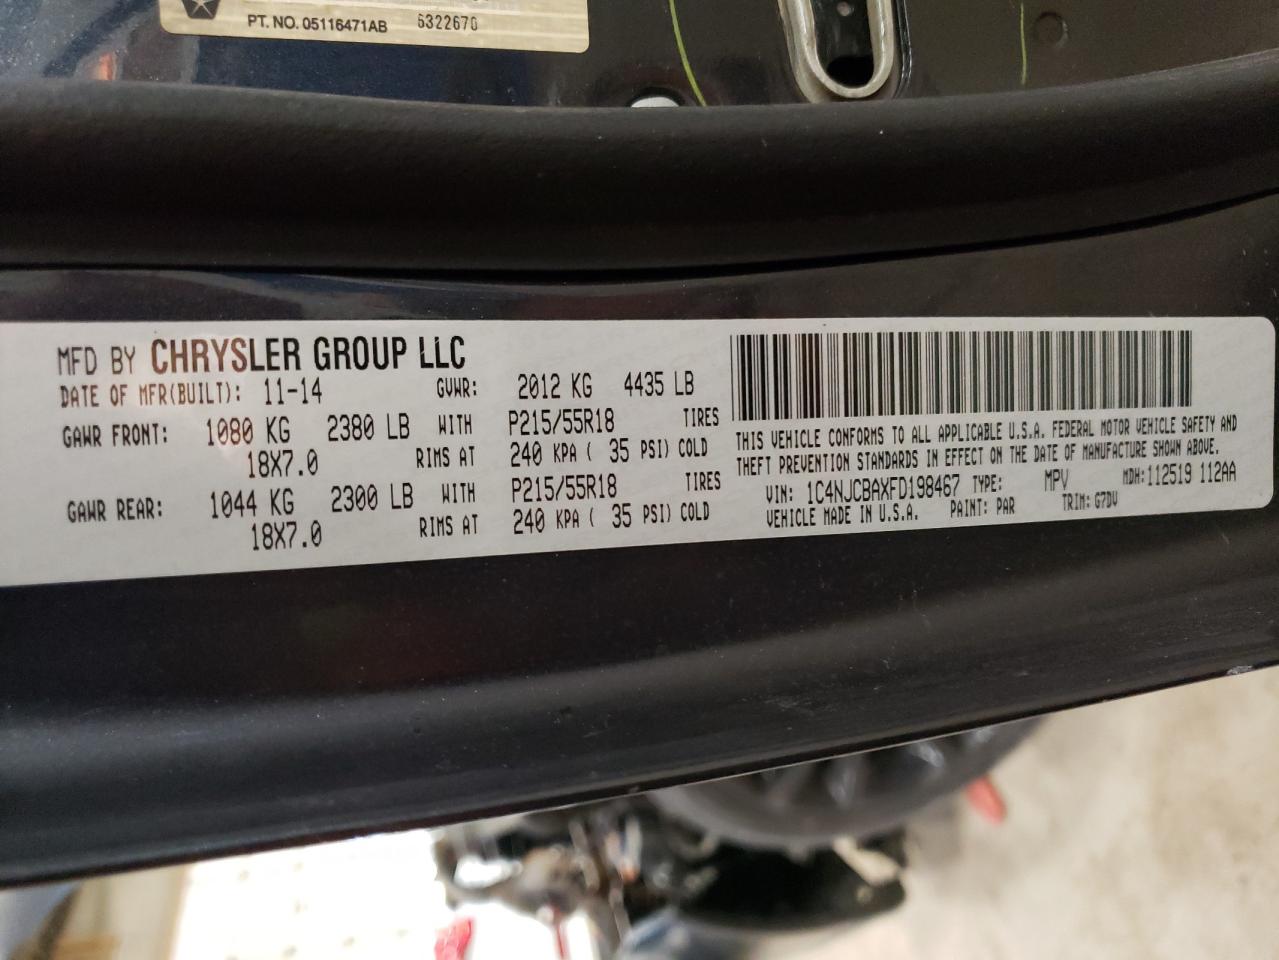 PT. NO. 05116471AB 6322670
MFD BY CHRYSLER GROUP LLC
DATE OF MFR(BUILT): 11-14 GVWR: 2012 KG 4435 LB
GAWR FRONT: 1080 KG 2380 LB WITH P215/55R18 TIRES
18X7.0 RIMS AT 240 KPA ( 35 PSI) COLD
GAWR REAR: 1044 KG 2300 LB WITH P215/55R18 TIRES
18X7.0 RIMS AT 240 KPA ( 35 PSI) COLD
THIS VEHICLE CONFORMS TO ALL APPLICABLE U.S.A. FEDERAL MOTOR VEHICLE SAFETY AND
THEFT PREVENTION STANDARDS IN EFFECT ON THE DATE OF MANUFACTURE SHOWN ABOVE.
VIN: 1C4NJCBAXFD198467 TYPE: MPV MDH: 112519 112AA
VEHICLE MADE IN U.S.A. PAINT: PAR TRIM: G7DV